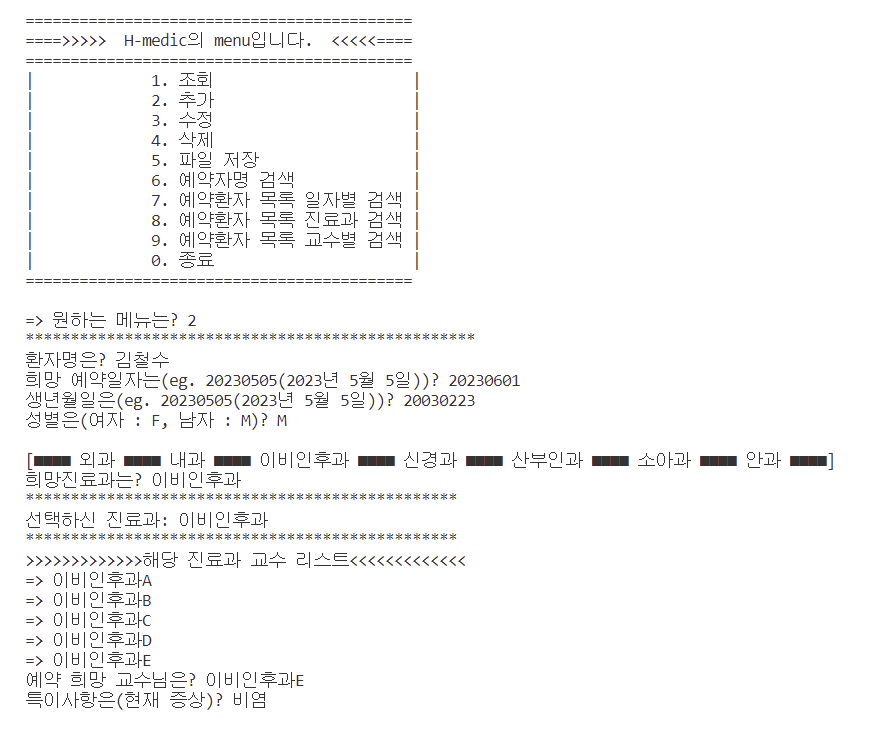 ===========================================
====>>>>>  H-medic의 menu입니다.  <<<<<====
===========================================
|             1. 조회                      |
|             2. 추가                      |
|             3. 수정                      |
|             4. 삭제                      |
|             5. 파일 저장                 |
|             6. 예약자명 검색             |
|             7. 예약환자 목록 일자별 검색 |
|             8. 예약환자 목록 진료과 검색 |
|             9. 예약환자 목록 교수별 검색 |
|             0. 종료                      |
===========================================
=> 원하는 메뉴는? 2
**************************************************
환자명은? 김철수
희망 예약일자는(eg. 20230505(2023년 5월 5일))? 20230601
생년월일은(eg. 20230505(2023년 5월 5일))? 20030223
성별은(여자 : F, 남자 : M)? M
[■■■■ 외과 ■■■■ 내과 ■■■■ 이비인후과 ■■■■ 신경과 ■■■■ 산부인과 ■■■■ 소아과 ■■■■ 안과 ■■■■]
희망진료과는? 이비인후과
************************************************
선택하신 진료과: 이비인후과
************************************************
>>>>>>>>>>>>>해당 진료과 교수 리스트<<<<<<<<<<<<<
=> 이비인후과A
=> 이비인후과B
=> 이비인후과C
=> 이비인후과D
=> 이비인후과E
예약 희망 교수님은? 이비인후과E
특이사항은(현재 증상)? 비염